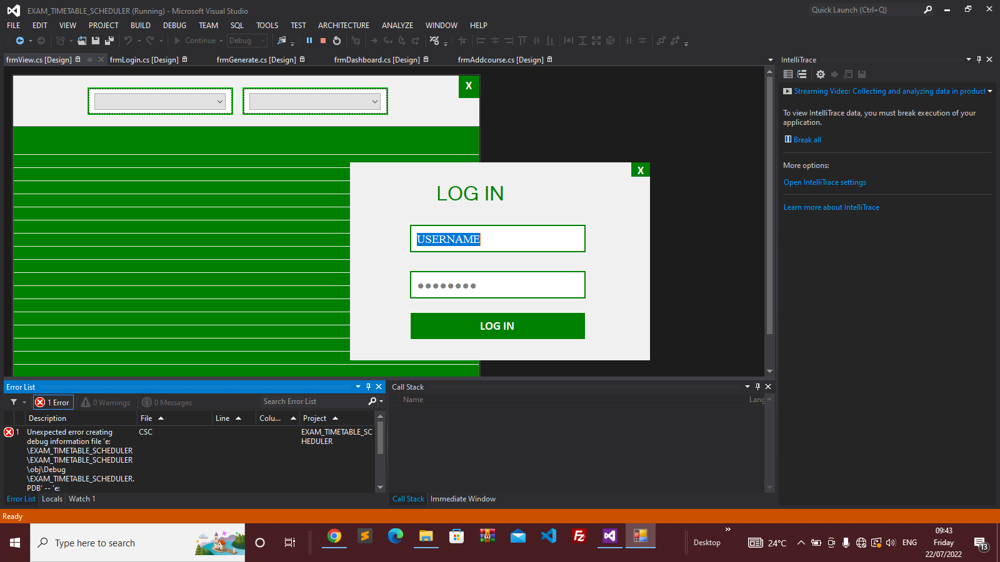 EXAM_TIMETABLE_SCHEDULER (Running) - Microsoft Visual Studio
Quick Launch (Ctrl+Q)
FILE EDIT VIEW PROJECT BUILD DEBUG TEAM SQL TOOLS TEST ARCHITECTURE ANALYZE WINDOW HELP
Continue Debug
frmView.cs [Design] frmLogin.cs [Design] frmGenerate.cs [Design] frmDashboard.cs [Design] frmAddcourse.cs [Design]
X
X
LOG IN
USERNAME
LOG IN
IntelliTrace
Streaming Video: Collecting and analyzing data in product
To view IntelliTrace data, you must break execution of your
application.
Break all
More options:
Open IntelliTrace settings
Learn more about IntelliTrace
Error List
1 Error 0 Warnings 0 Messages Search Error List
Description File Line Colu... Project
1 Unexpected error creating CSC EXAM_TIMETABLE_SC
debug information file 'e: HEDULER
\EXAM_TIMETABLE_SCHEDULER
\EXAM_TIMETABLE_SCHEDULER
\obj\Debug
\EXAM_TIMETABLE_SCHEDULER.
PDB' -- 'e:
Error List Locals Watch 1
Call Stack
Name Lang
Call Stack Immediate Window
Ready
Type here to search
Desktop
24°C
ENG
09:43
Friday
22/07/2022
13